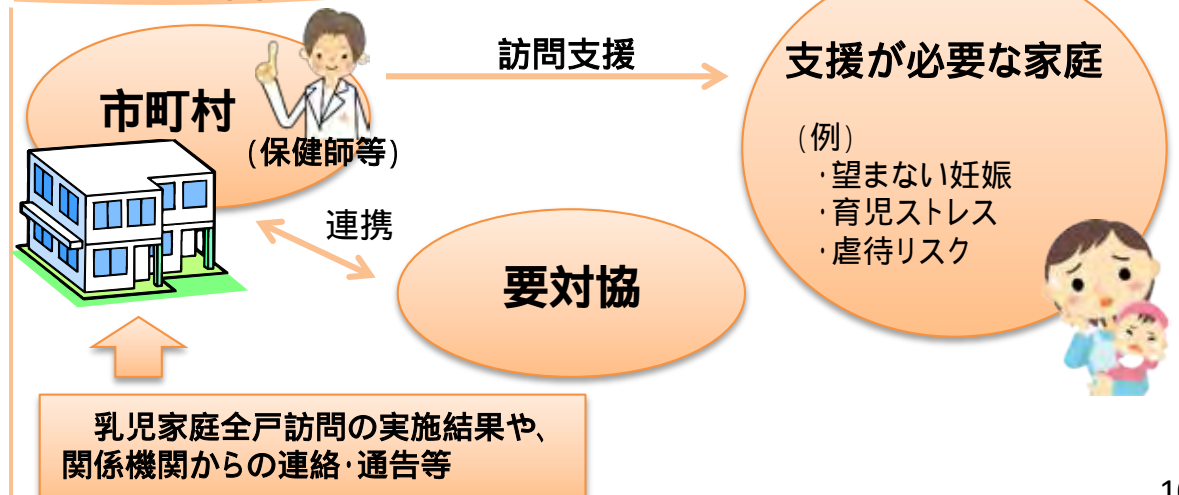 訪問支援
支援が必要な家庭
市町村
(保健師等)
(例)
・望まない妊娠
・育児ストレス
・虐待リスク
連携
要対協
乳児家庭全戸訪問の実施結果や、
関係機関からの連絡・通告等